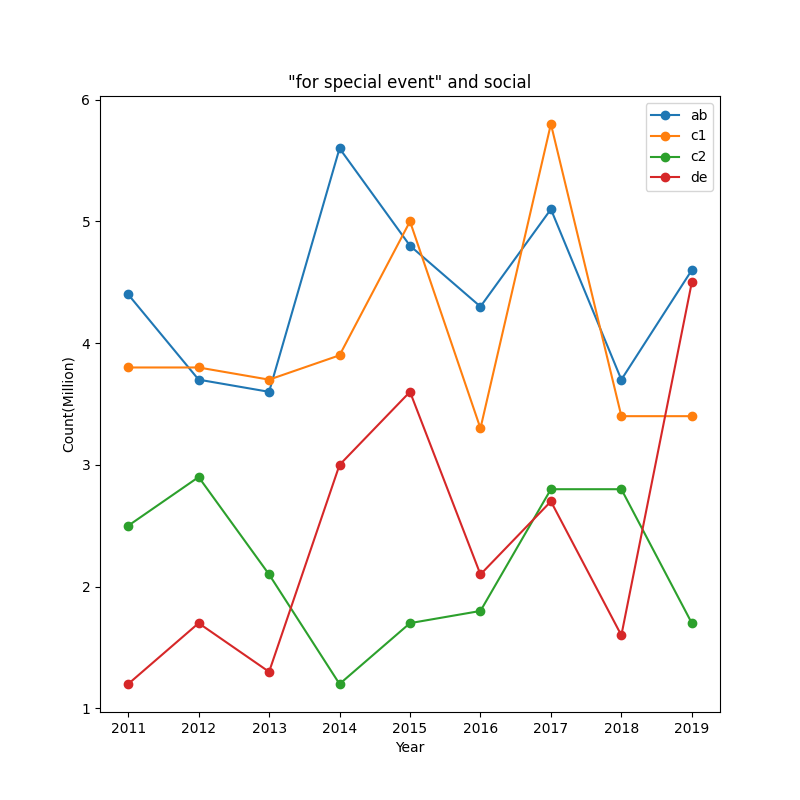 "for special event" and social
ab
c1
c2
de
Count(Million)
6
5
4
3
2
1
2011 2012 2013 2014 2015 2016 2017 2018 2019
Year